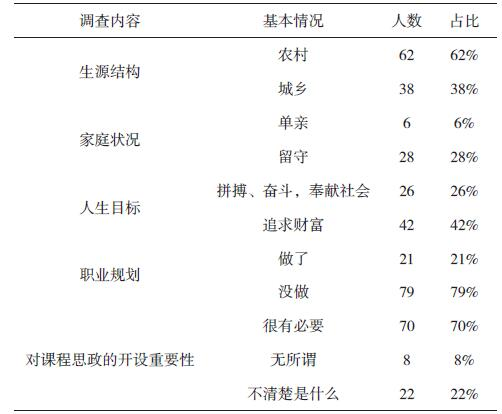 调查内容 基本情况 人数 占比
农村 62 62%
生源结构
城乡 38 38%
单亲 6 6%
家庭状况
留守 28 28%
拼搏、奋斗，奉献社会 26 26%
人生目标
追求财富 42 42%
做了 21 21%
职业规划
没做 79 79%
很有必要 70 70%
对课程思政的开设重要性 无所谓 8 8%
不清楚是什么 22 22%